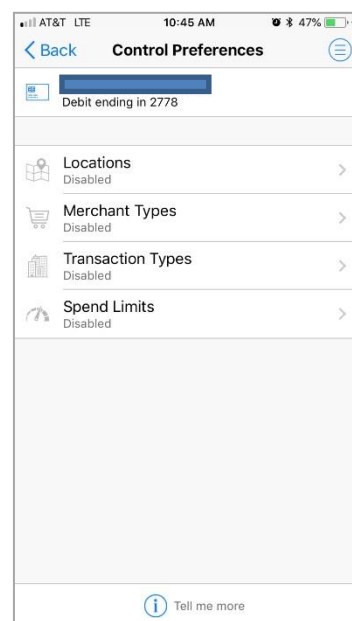 AT&T LTE 10:45 AM 47%
Back Control Preferences
Debit ending in 2778
Locations
Disabled
Merchant Types
Disabled
Transaction Types
Disabled
Spend Limits
Disabled
Tell me more